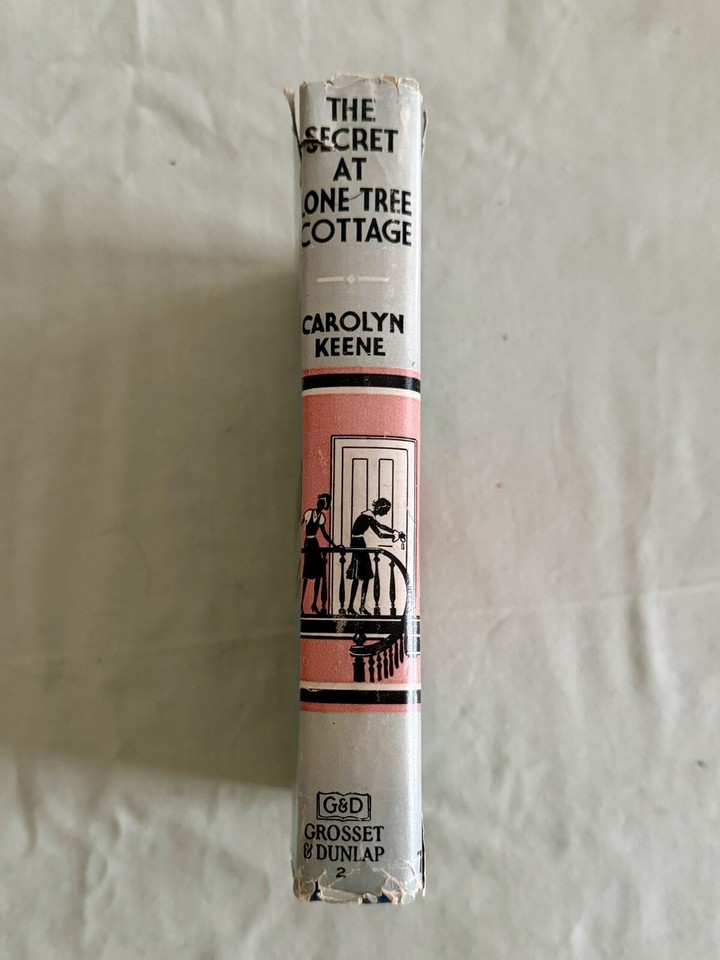 THE
SECRET
AT
LONE TREE
COTTAGE
CAROLYN
KEENE
G&D
GROSSET
& DUNLAP
2